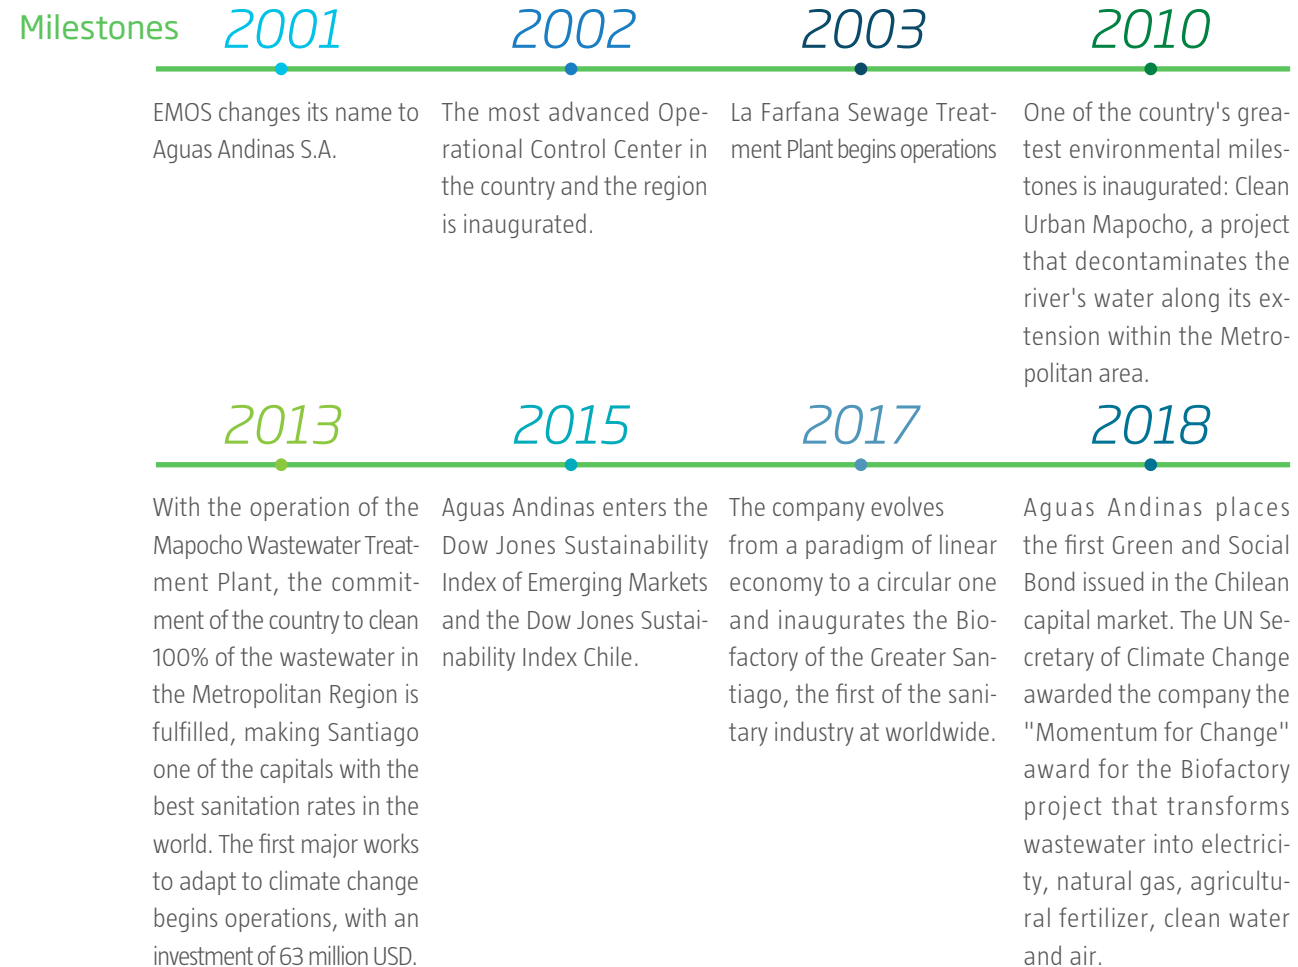 Milestones
2001
EMOS changes its name to
Aguas Andinas S.A.
2002
The most advanced Ope-
rational Control Center in
the country and the region
is inaugurated.
2003
La Farfana Sewage Treat-
ment Plant begins operations
2010
One of the country's grea-
test environmental miles-
tones is inaugurated: Clean
Urban Mapocho, a project
that decontaminates the
river's water along its ex-
tension within the Metro-
politan area.
2013
With the operation of the
Mapocho Wastewater Treat-
ment Plant, the commit-
ment of the country to clean
100% of the wastewater in
the Metropolitan Region is
fulfilled, making Santiago
one of the capitals with the
best sanitation rates in the
world. The first major works
to adapt to climate change
begins operations, with an
investment of 63 million USD.
2015
Aguas Andinas enters the
Dow Jones Sustainability
Index of Emerging Markets
and the Dow Jones Sustai-
nability Index Chile.
2017
The company evolves
from a paradigm of linear
economy to a circular one
and inaugurates the Bio-
factory of the Greater San-
tiago, the first of the sani-
tary industry at worldwide.
2018
Aguas Andinas places
the first Green and Social
Bond issued in the Chilean
capital market. The UN Se-
cretary of Climate Change
awarded the company the
"Momentum for Change"
award for the Biofactory
project that transforms
wastewater into electrici-
ty, natural gas, agricultu-
ral fertilizer, clean water
and air.